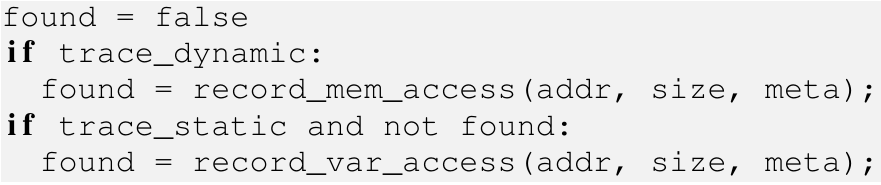 found = false
if trace_dynamic:
  found = record_mem_access(addr, size, meta);
if trace_static and not found:
  found = record_var_access(addr, size, meta);